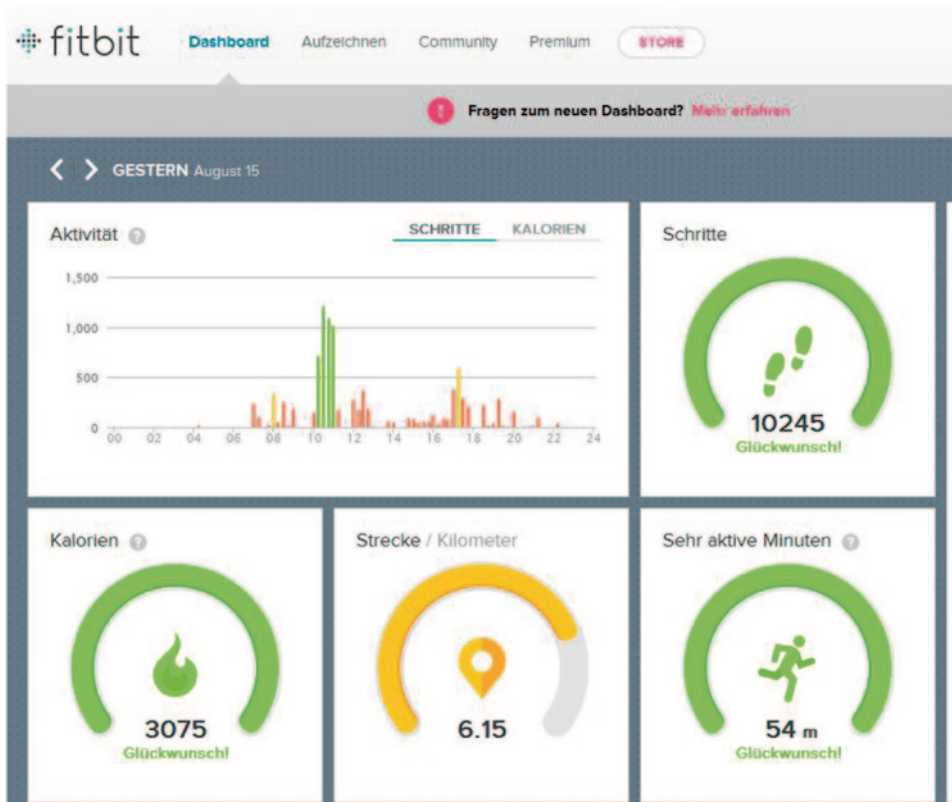 fitbit Dashboard Aufzeichnen Community Premium STORE
Fragen zum neuen Dashboard? Mehr erfahren
GESTERN August 15
Aktivität ? SCHRITTE KALORIEN
1,500
1,000
500
0
00 02 04 06 08 10 12 14 16 18 20 22 24
Schritte
10245
Glückwunsch!
Kalorien ?
3075
Glückwunsch!
Strecke / Kilometer
6.15
Sehr aktive Minuten ?
54 m
Glückwunsch!